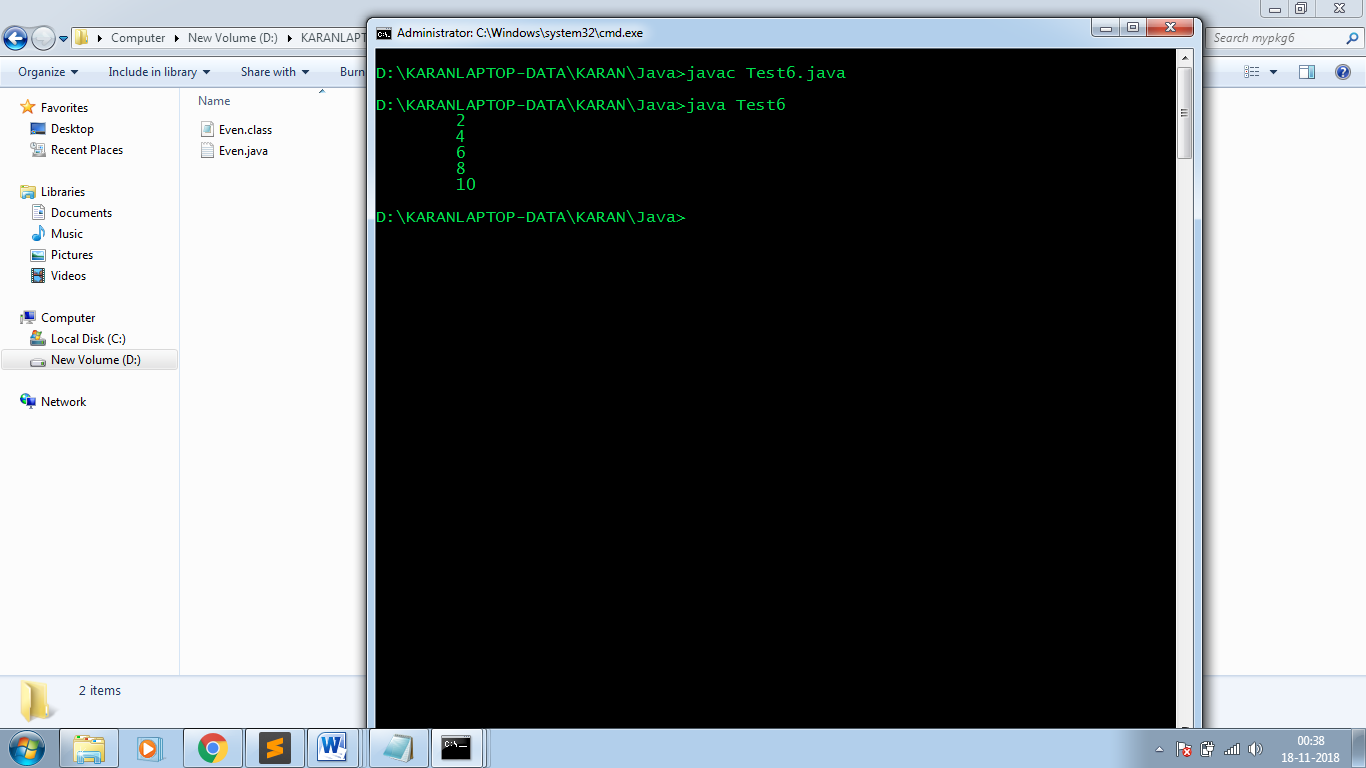 Computer
New Volume (D:)
KARANLAPT
Administrator: C:\Windows\system32\cmd.exe
Search mypkg6
Organize
Include in library
Share with
Burn
Favorites
Desktop
Recent Places
Libraries
Documents
Music
Pictures
Videos
Computer
Local Disk (C:)
New Volume (D:)
Network
Name
Even.class
Even.java
2 items
C:\
D:\KARANLAPTOP-DATA\KARAN\Java>javac Test6.java
D:\KARANLAPTOP-DATA\KARAN\Java>java Test6
2
4
6
8
10
D:\KARANLAPTOP-DATA\KARAN\Java>
C:\
00:38
18-11-2018